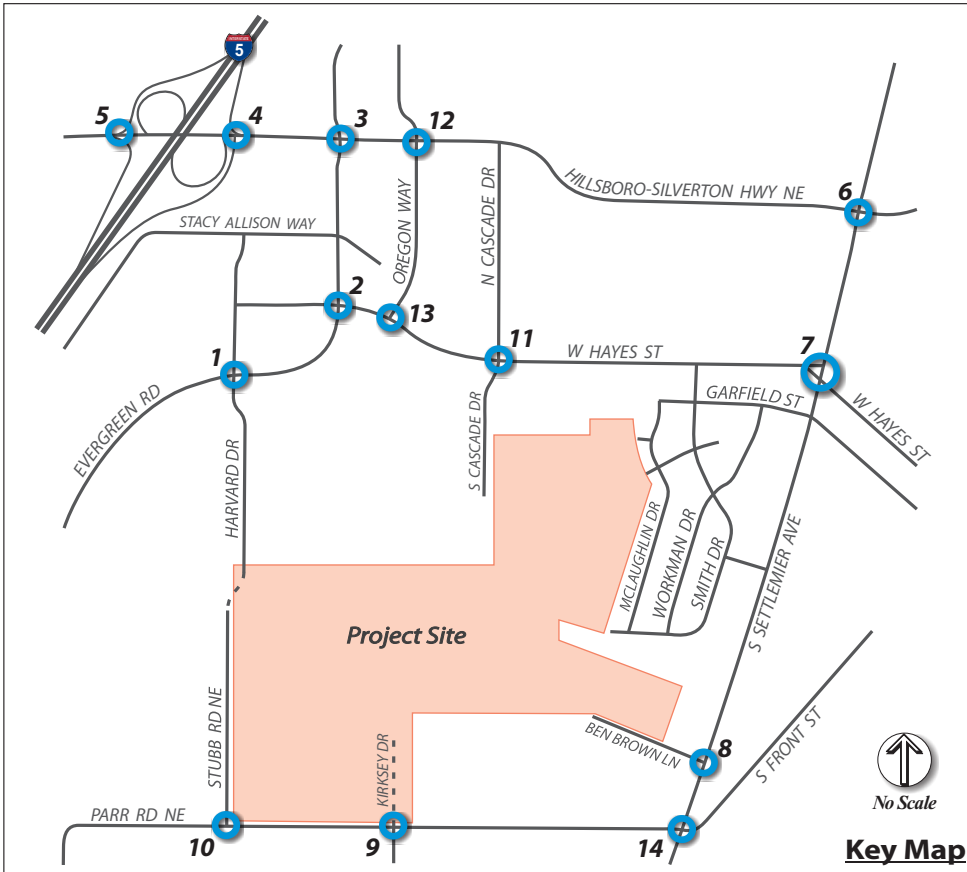 INTERSTATE
5
5
4
3
12
HILLSBORO-SILVERTON HWY NE
6
STACY ALLISON WAY
OREGON WAY
N CASCADE DR
2
13
11
W HAYES ST
7
1
GARFIELD ST
W HAYES ST
EVERGREEN RD
HARVARD DR
S CASCADE DR
MCLAUGHLIN DR
WORKMAN DR
SMITH DR
S SETTLEMIER AVE
Project Site
STUBB RD NE
KIRKSEY DR
BEN BROWN LN
8
S FRONT ST
No Scale
PARR RD NE
10
9
14
Key Map